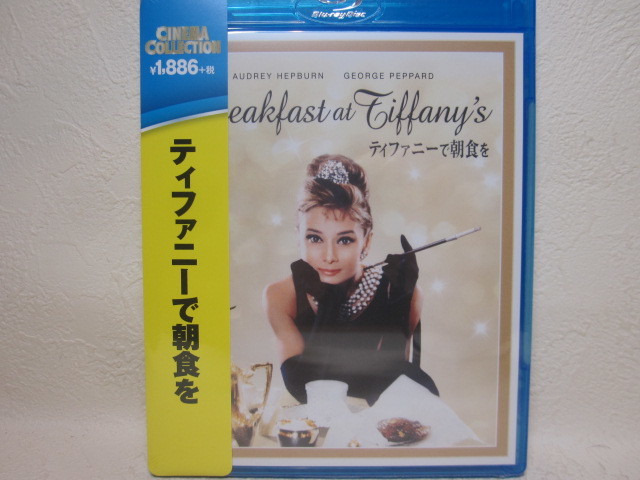 CINEMA
COLLECTION
¥1,886+税
ティファニーで朝食を
Blu-ray Disc
AUDREY HEPBURN GEORGE PEPPARD
eakfast at Tiffany's
ティファニーで朝食を